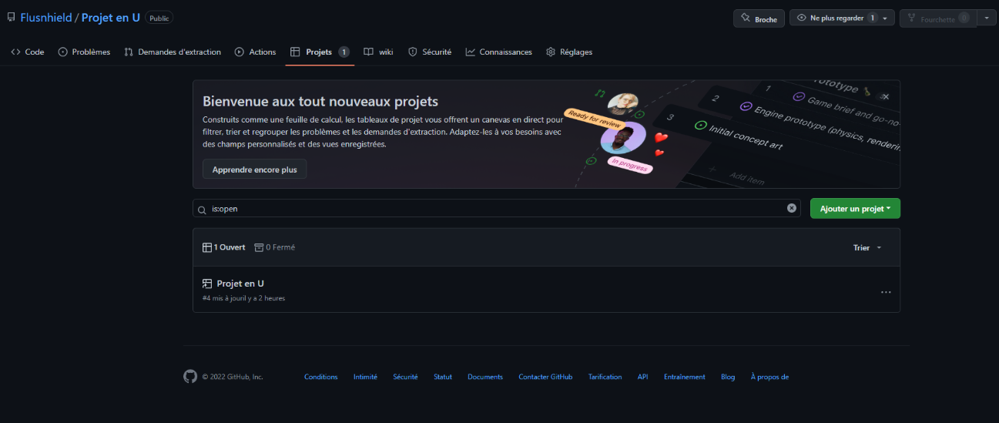 Flusnhield / Projet en U Public
Broche
Ne plus regarder 1
Fourchette 0
Code
Problèmes
Demandes d'extraction
Actions
Projets 1
wiki
Sécurité
Connaissances
Réglages
Bienvenue aux tout nouveaux projets
Construits comme une feuille de calcul, les tableaux de projet vous offrent un canevas en direct pour
filtrer, trier et regrouper les problèmes et les demandes d'extraction. Adaptez-les à vos besoins avec
des champs personnalisés et des vues enregistrées.
Apprendre encore plus
Ready for review
In progress
1 Game brief and go-no-
2 Engine prototype (physics, renderin
3 Initial concept art
Add item
is:open
Ajouter un projet
1 Ouvert
0 Fermé
Trier
Projet en U
#4 mis à jouril y a 2 heures
© 2022 GitHub, Inc.
Conditions
Intimité
Sécurité
Statut
Documents
Contacter GitHub
Tarification
API
Entraînement
Blog
À propos de